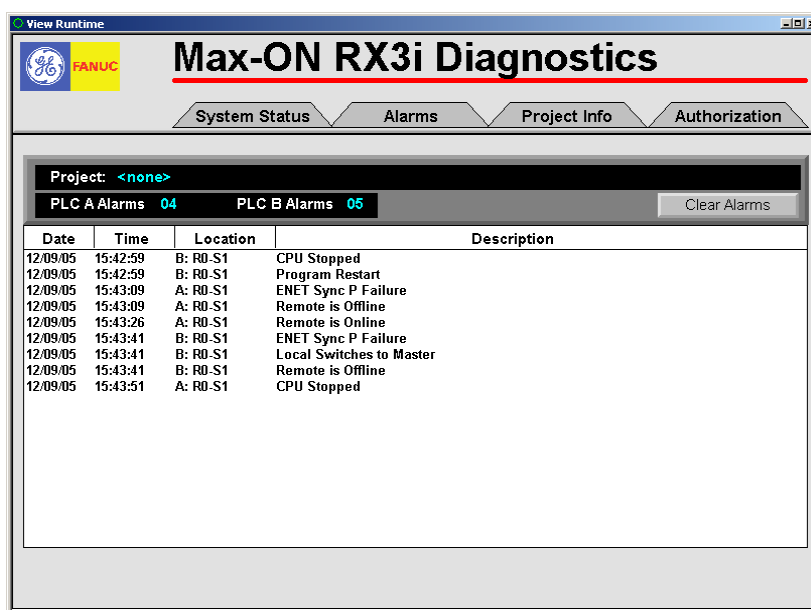 View Runtime
GE FANUC
Max-ON RX3i Diagnostics
System Status Alarms Project Info Authorization
Project: <none>
PLC A Alarms 04 PLC B Alarms 05 Clear Alarms
Date Time Location Description
12/09/05 15:42:59 B: R0-S1 CPU Stopped
12/09/05 15:42:59 B: R0-S1 Program Restart
12/09/05 15:43:09 A: R0-S1 ENET Sync P Failure
12/09/05 15:43:09 A: R0-S1 Remote is Offline
12/09/05 15:43:26 A: R0-S1 Remote is Online
12/09/05 15:43:41 B: R0-S1 ENET Sync P Failure
12/09/05 15:43:41 B: R0-S1 Local Switches to Master
12/09/05 15:43:41 B: R0-S1 Remote is Offline
12/09/05 15:43:51 A: R0-S1 CPU Stopped